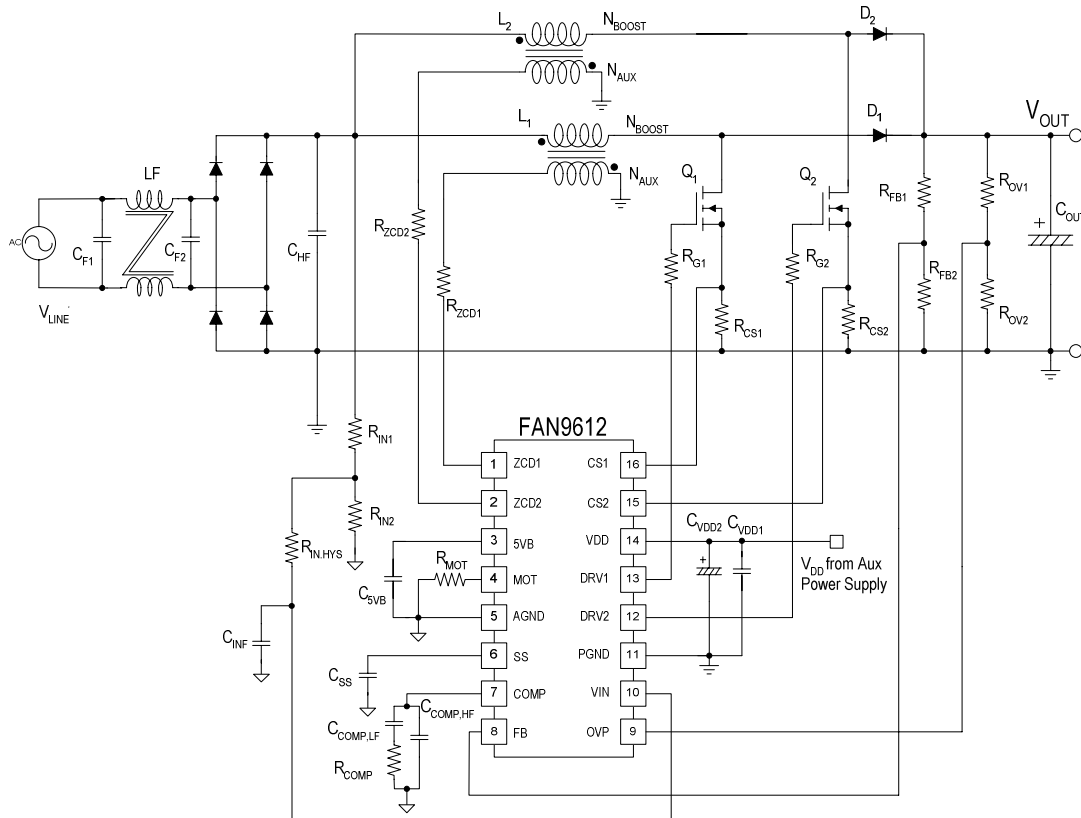 L2 NBOOST D2
NAUX
L1 NBOOST D1 VOUT
NAUX
LF
Q1 Q2
RFB1 ROV1
RZCD2
COUT
+
AC
CF1 CF2 CHF
RG1 RG2
RFB2
RZCD1
VLINE
RCS1 RCS2
ROV2
FAN9612
RIN1
1 ZCD1 CS1 16
2 ZCD2 CS2 15
RIN2
CVDD2 CVDD1
RIN.HYS
3 5VB VDD 14
+
RMOT
VDD from Aux
Power Supply
4 MOT DRV1 13
C5VB
5 AGND DRV2 12
CINF
6 SS PGND 11
CSS
7 COMP VIN 10
CCOMP,HF
CCOMP,LF
8 FB OVP 9
RCOMP